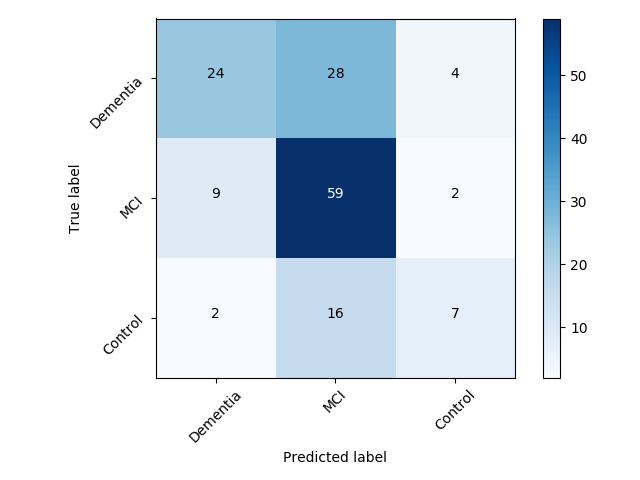 True label
Dementia
24 28 4
MCI
9 59 2
Control
2 16 7
Dementia MCI Control
Predicted label
50
40
30
20
10